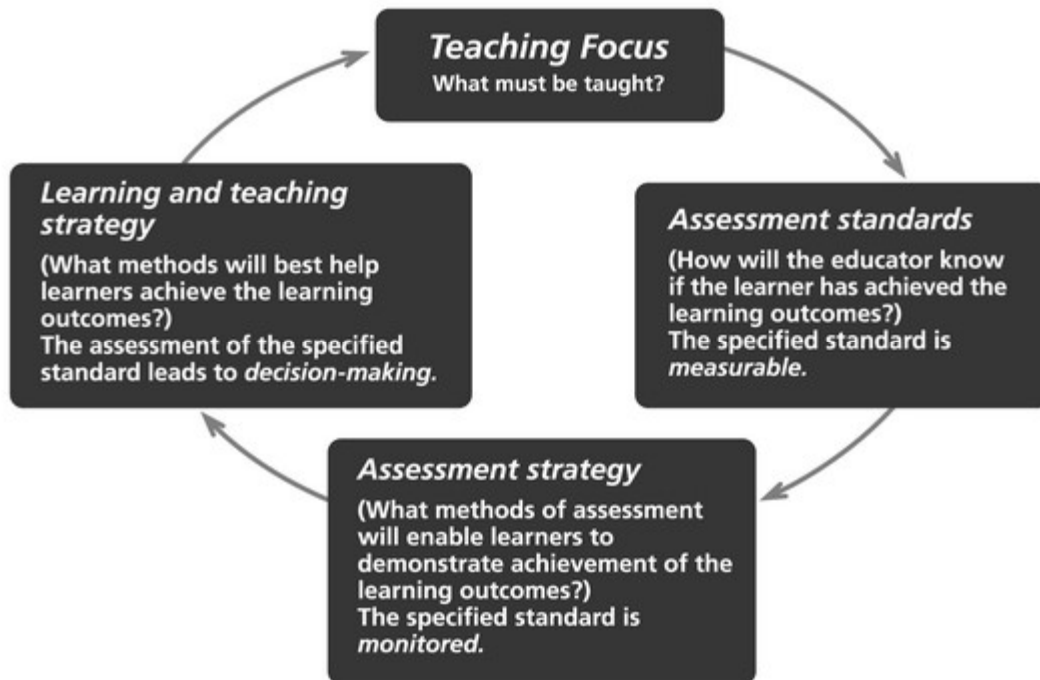 Teaching Focus
What must be taught?
Assessment standards
(How will the educator know
if the learner has achieved the
learning outcomes?)
The specified standard is
measurable.
Assessment strategy
(What methods of assessment
will enable learners to
demonstrate achievement of the
learning outcomes?)
The specified standard is
monitored.
Learning and teaching
strategy
(What methods will best help
learners achieve the learning
outcomes?)
The assessment of the specified
standard leads to decision-making.